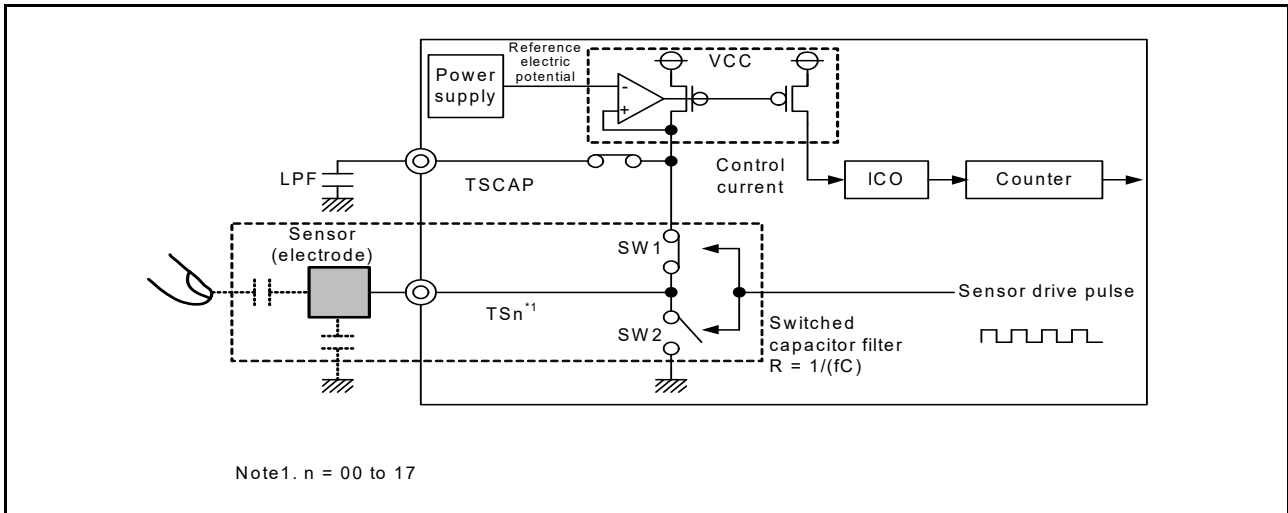 Reference
electric
potential
VCC
Power
supply
-
+
LPF
TSCAP
Control
current
ICO
Counter
Sensor
(electrode)
SW1
TSn*1
Sensor drive pulse
SW2
Switched
capacitor filter
R = 1/(fC)
Note1. n = 00 to 17